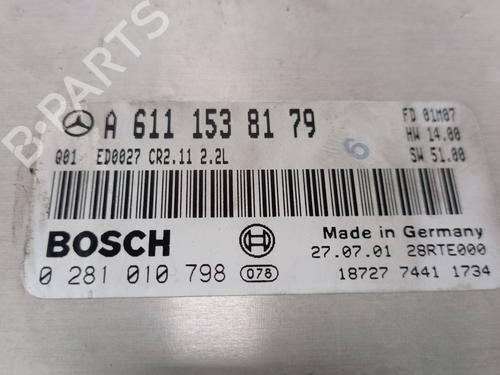 B-PARTS
A 611 153 81 79
FD 01M07
HW 14.00
SW 51.00
Q01 ED0027 CR2.11 2.2L
6
BOSCH
Made in Germany
0 281 010 798 078
27.07.01 28RTE000
18727 7441 1734